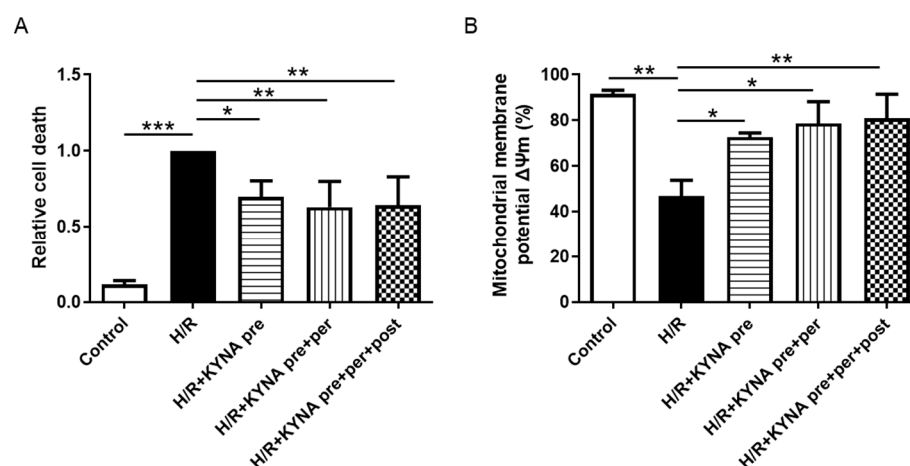 A
Relative cell death
1.5
1.0
0.5
0.0
***
*
**
**
Control
H/R
H/R+KYNA pre
H/R+KYNA pre+per
H/R+KYNA pre+per+post
B
Mitochondrial membrane
potential ΔΨm (%)
100
80
60
40
20
0
**
*
*
**
Control
H/R
H/R+KYNA pre
H/R+KYNA pre+per
H/R+KYNA pre+per+post